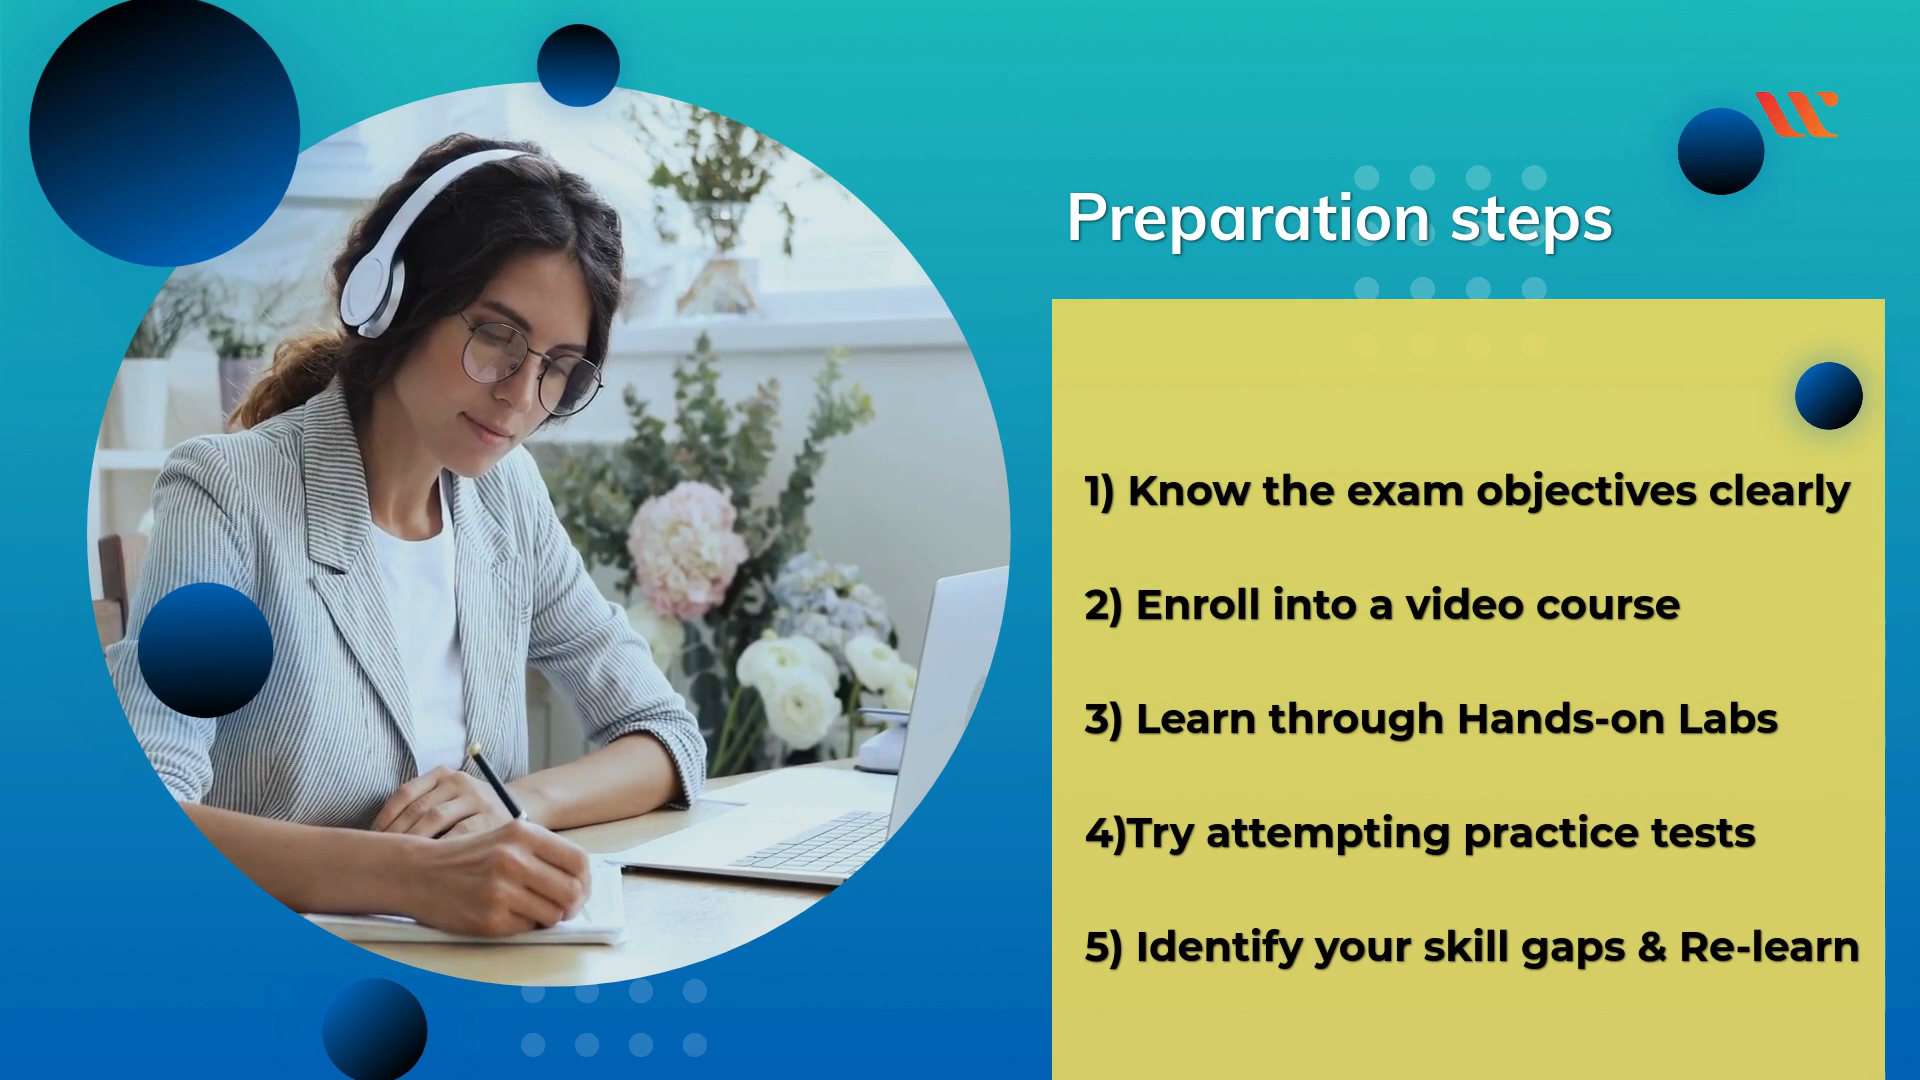 Preparation steps
1) Know the exam objectives clearly
2) Enroll into a video course
3) Learn through Hands-on Labs
4)Try attempting practice tests
5) Identify your skill gaps & Re-learn